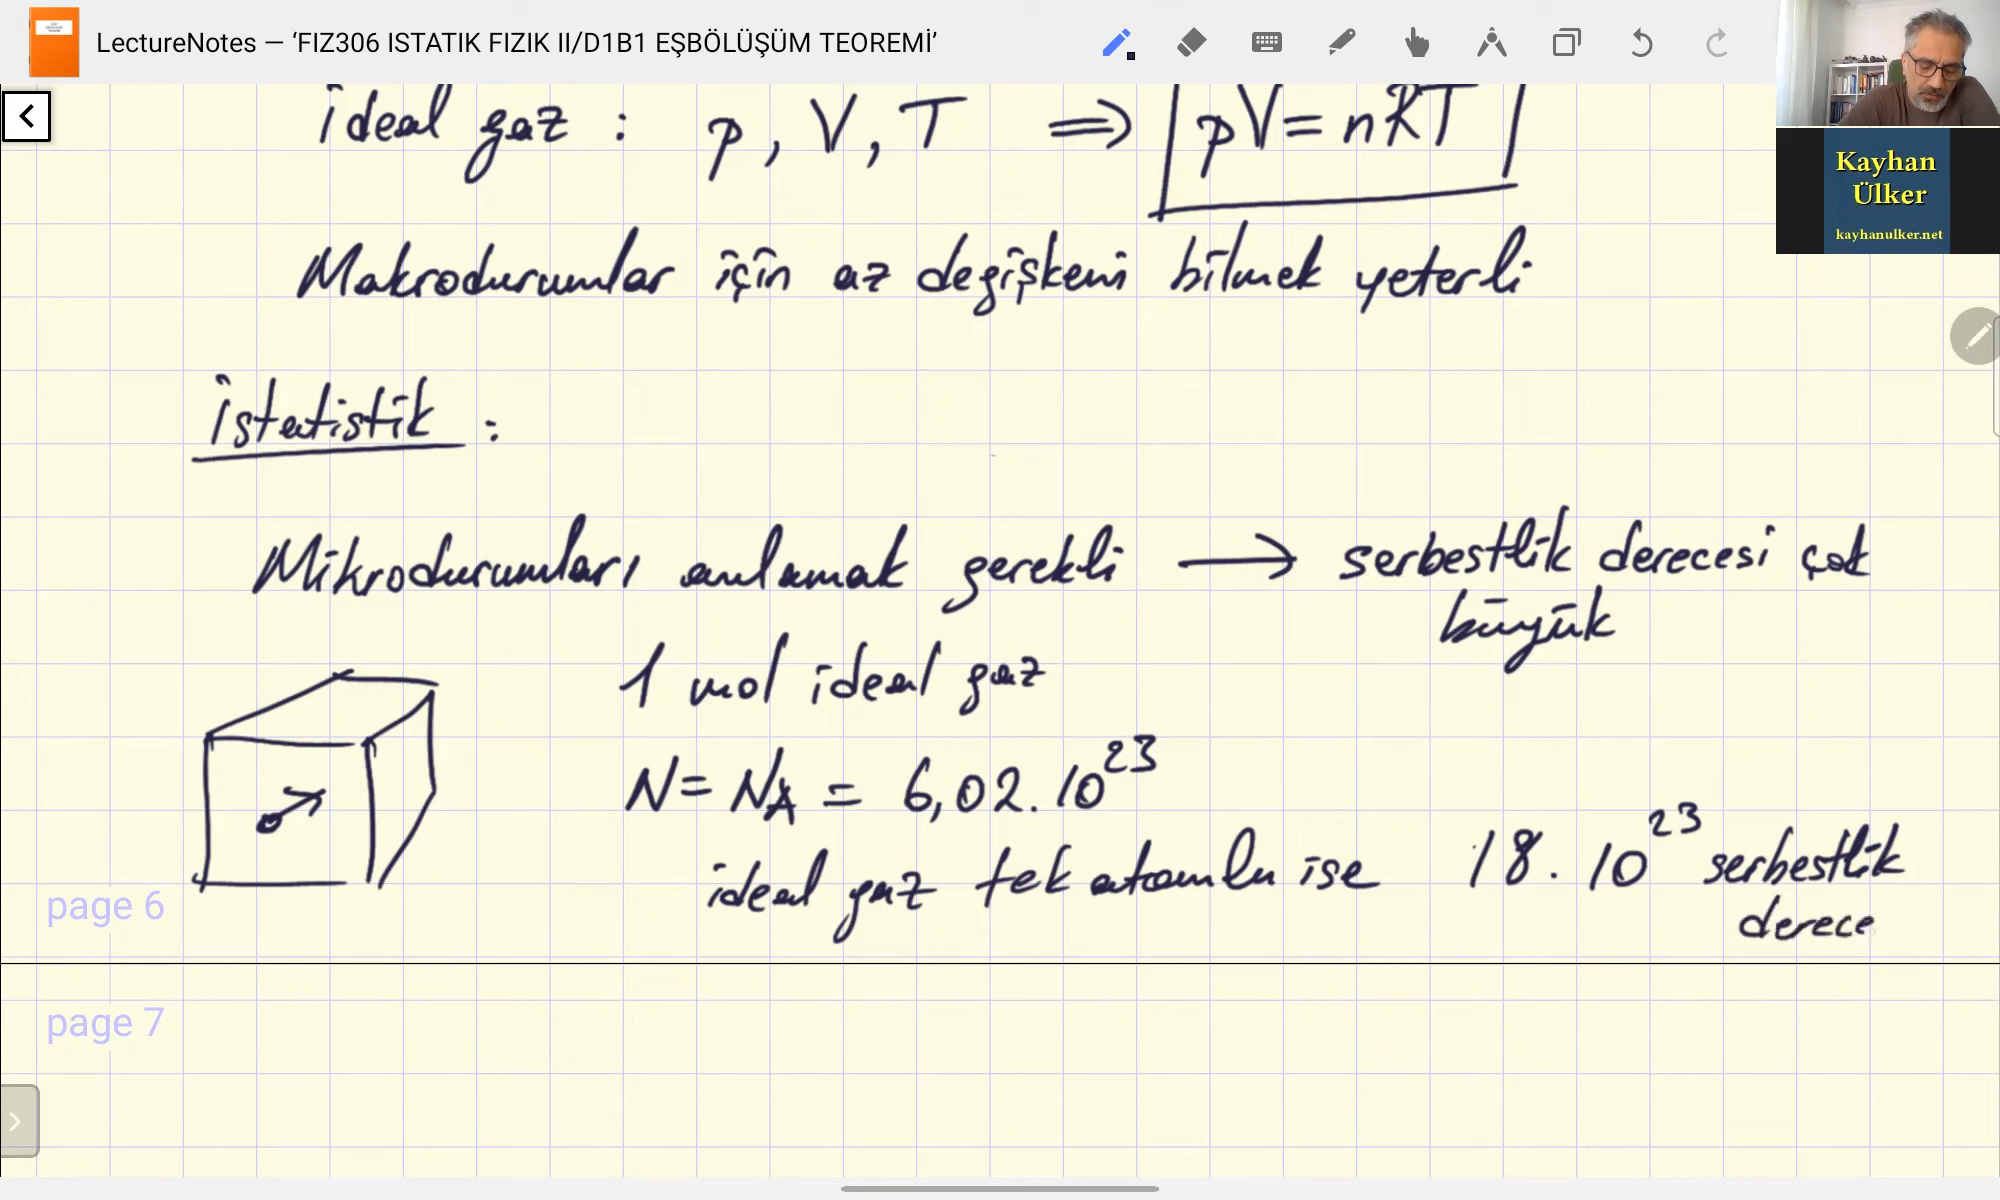 LectureNotes — ‘FIZ306 ISTATIK FIZIK II/D1B1 EŞBÖLÜŞÜM TEOREMİ’
Kayhan
Ülker
kayhanulker.net
ideal gaz : p, V, T ⟹ pV = nRT
Makrodurumlar için az değişkeni bilmek yeterli
İstatistik :
Mikrodurumları anlamak gerekli → serbestlik derecesi çok
büyük
1 mol ideal gaz
N = N_A = 6,02.10^23
ideal gaz tek atomlu ise 18.10^23 serbestlik
derece
page 6
page 7